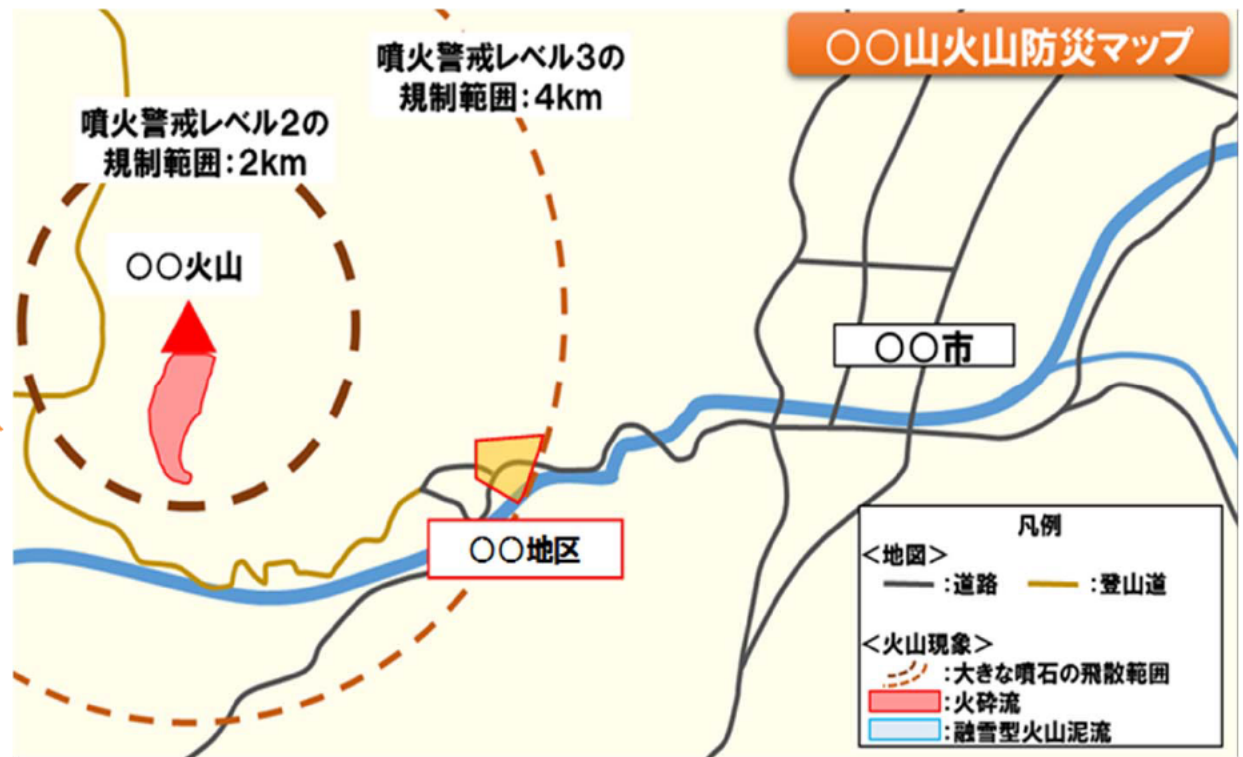 ○○山火山防災マップ
噴火警戒レベル3の
規制範囲：4km
噴火警戒レベル2の
規制範囲：2km
○○火山
○○市
○○地区
凡例
＜地図＞
：道路
：登山道
＜火山現象＞
：大きな噴石の飛散範囲
：火砕流
：融雪型火山泥流